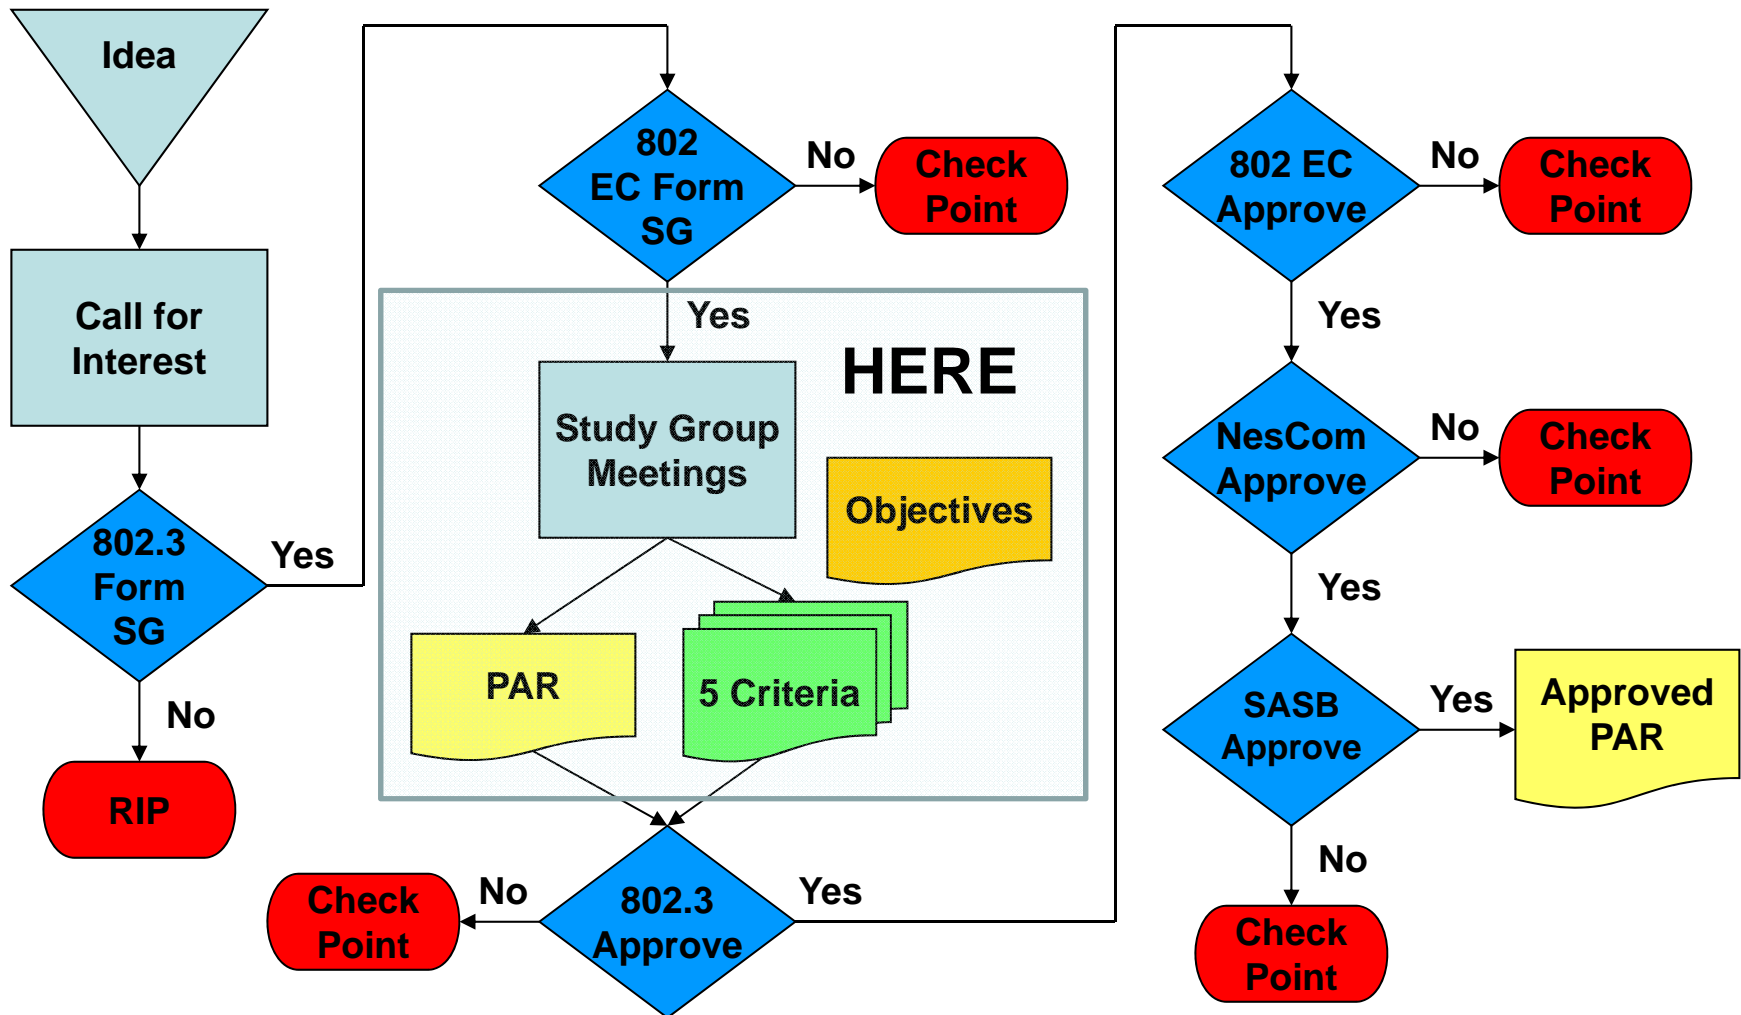 Idea
Call for
Interest
802.3
Form
SG
Yes
No
RIP
802
EC Form
SG
No
Check
Point
Yes
HERE
Study Group
Meetings
Objectives
PAR
5 Criteria
802.3
Approve
No
Check
Point
Yes
802 EC
Approve
No
Check
Point
Yes
NesCom
Approve
No
Check
Point
Yes
SASB
Approve
Yes
Approved
PAR
No
Check
Point